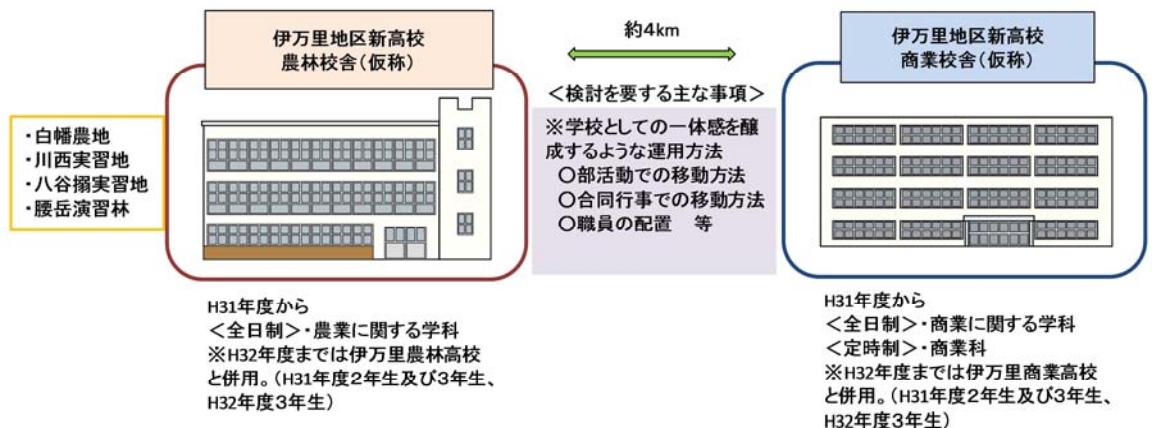 伊万里地区新高校
農林校舎(仮称)
約4km
伊万里地区新高校
商業校舎(仮称)
・白幡農地
・川西実習地
・八谷搦実習地
・腰岳演習林
<検討を要する主な事項>
※学校としての一体感を醸
成するような運用方法
○部活動での移動方法
○合同行事での移動方法
○職員の配置 等
H31年度から
<全日制>・農業に関する学科
※H32年度までは伊万里農林高校
と併用。(H31年度2年生及び3年生、
H32年度3年生)
H31年度から
<全日制>・商業に関する学科
<定時制>・商業科
※H32年度までは伊万里商業高校
と併用。(H31年度2年生及び3年生、
H32年度3年生)